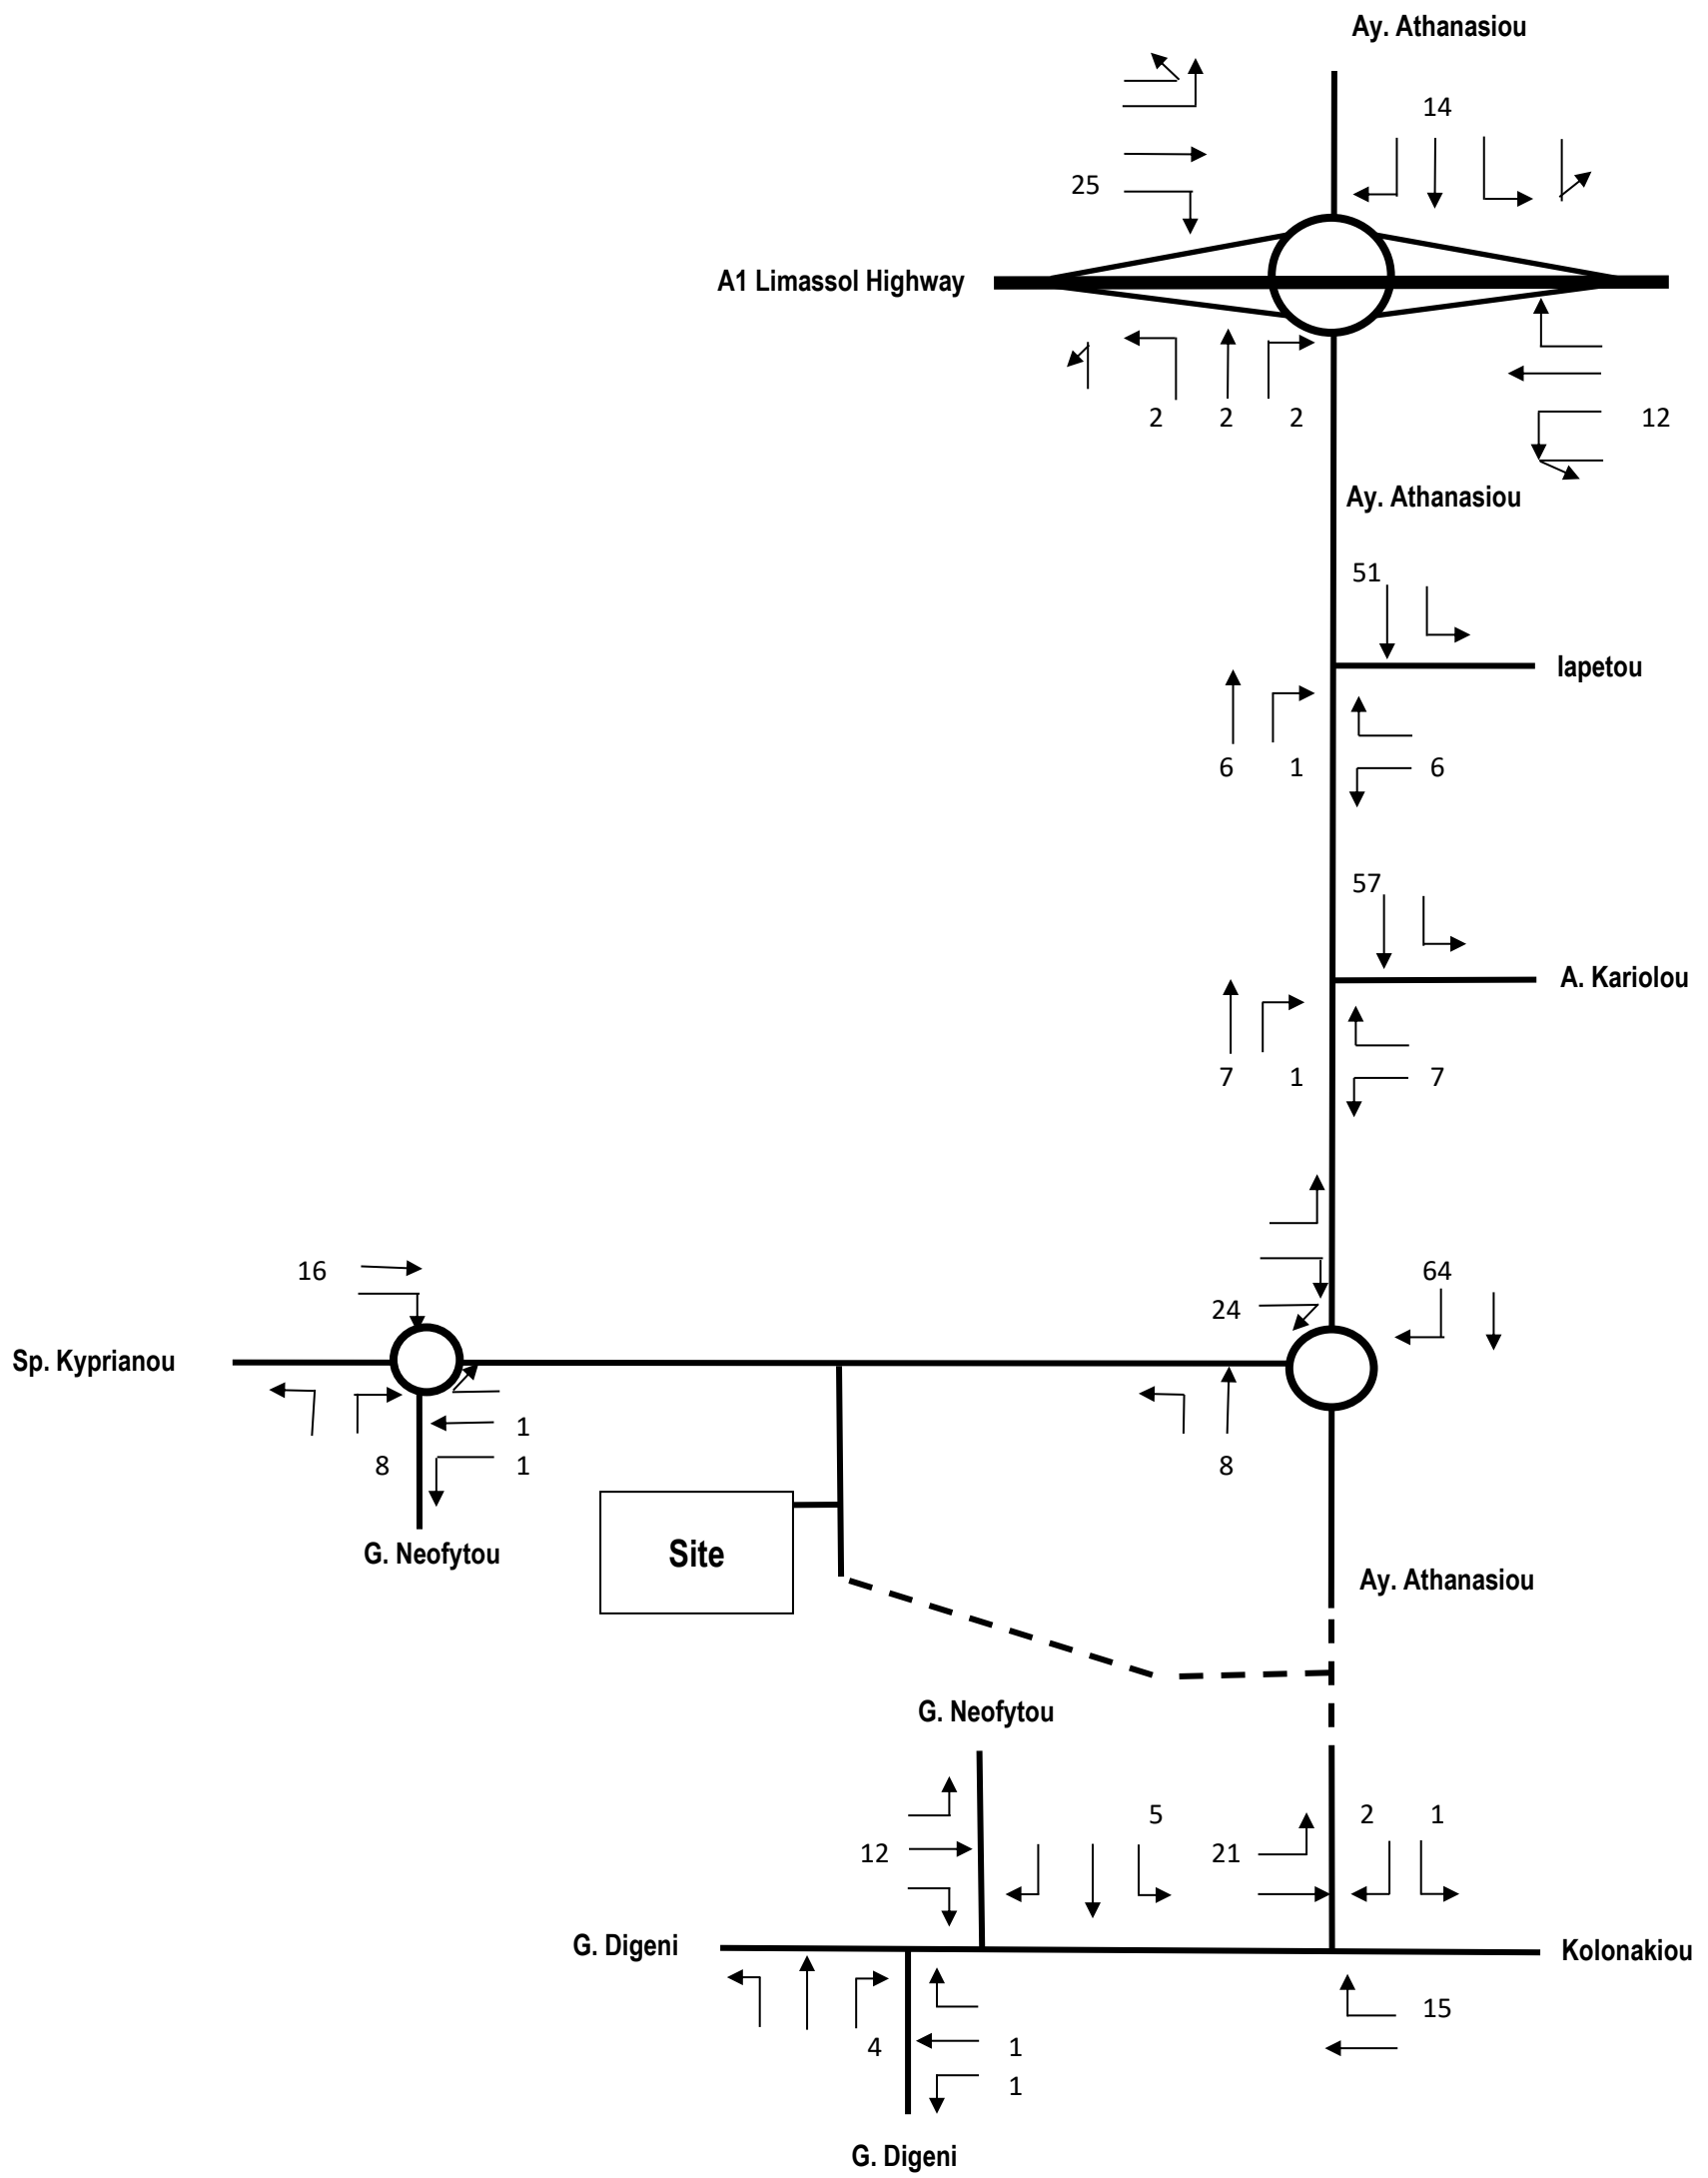 Ay. Athanasiou
14
25
A1 Limassol Highway
2 2 2
12
Ay. Athanasiou
51
Iapetou
6 1 6
57
A. Kariolou
7 1 7
16
64
24
Sp. Kyprianou
1
8 1
8
G. Neofytou
Site
Ay. Athanasiou
G. Neofytou
5 2 1
12 21
G. Digeni
Kolonakiou
15
4 1
1
G. Digeni